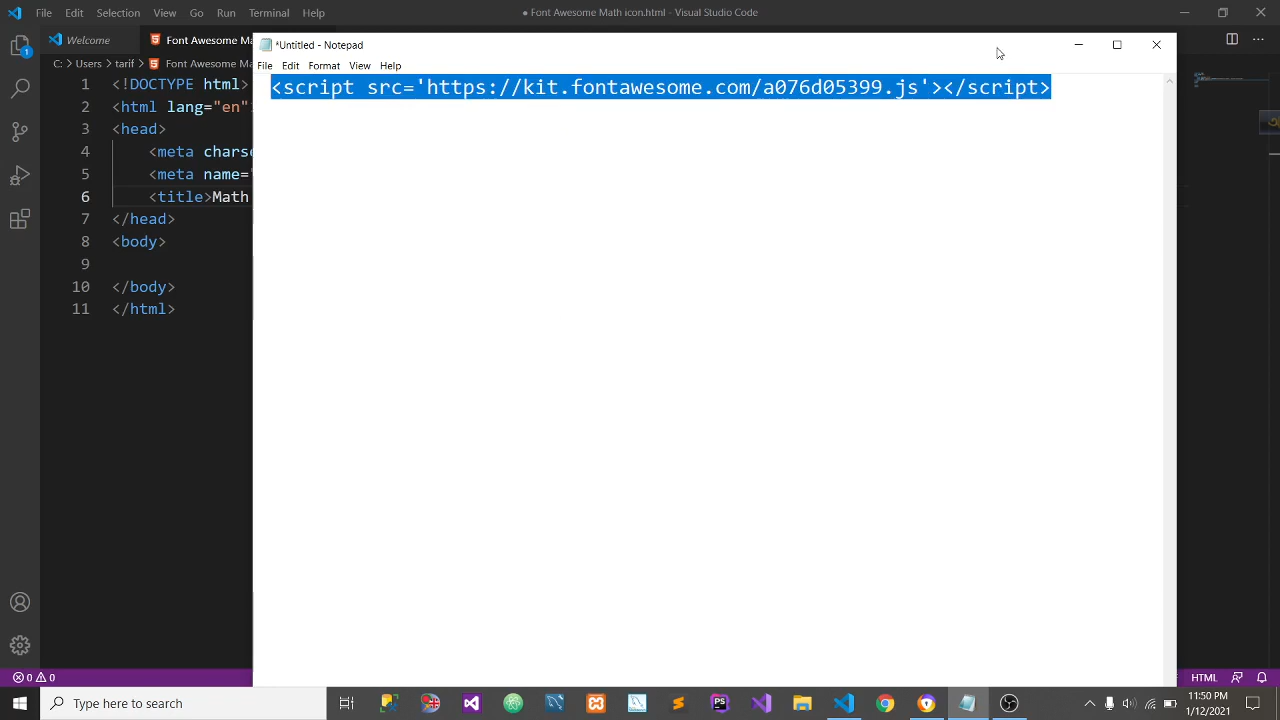 File Edit Selection View Go Run Terminal Help
● Font Awesome Math icon.html - Visual Studio Code
Welcome
Font Awesome Ma
*Untitled - Notepad
C: > Users > tarif >
File Edit Format View Help
1 <!DOCTYPE html>
2 <html lang="en"
3 <head>
4 <meta charse
5 <meta name="
6 <title>Math
7 </head>
8 <body>
9
10 </body>
11 </html>
<script src='https://kit.fontawesome.com/a076d05399.js'></script>
1
0 0
HTML
Type here to search
PS
11:50 PM
1/12/2021